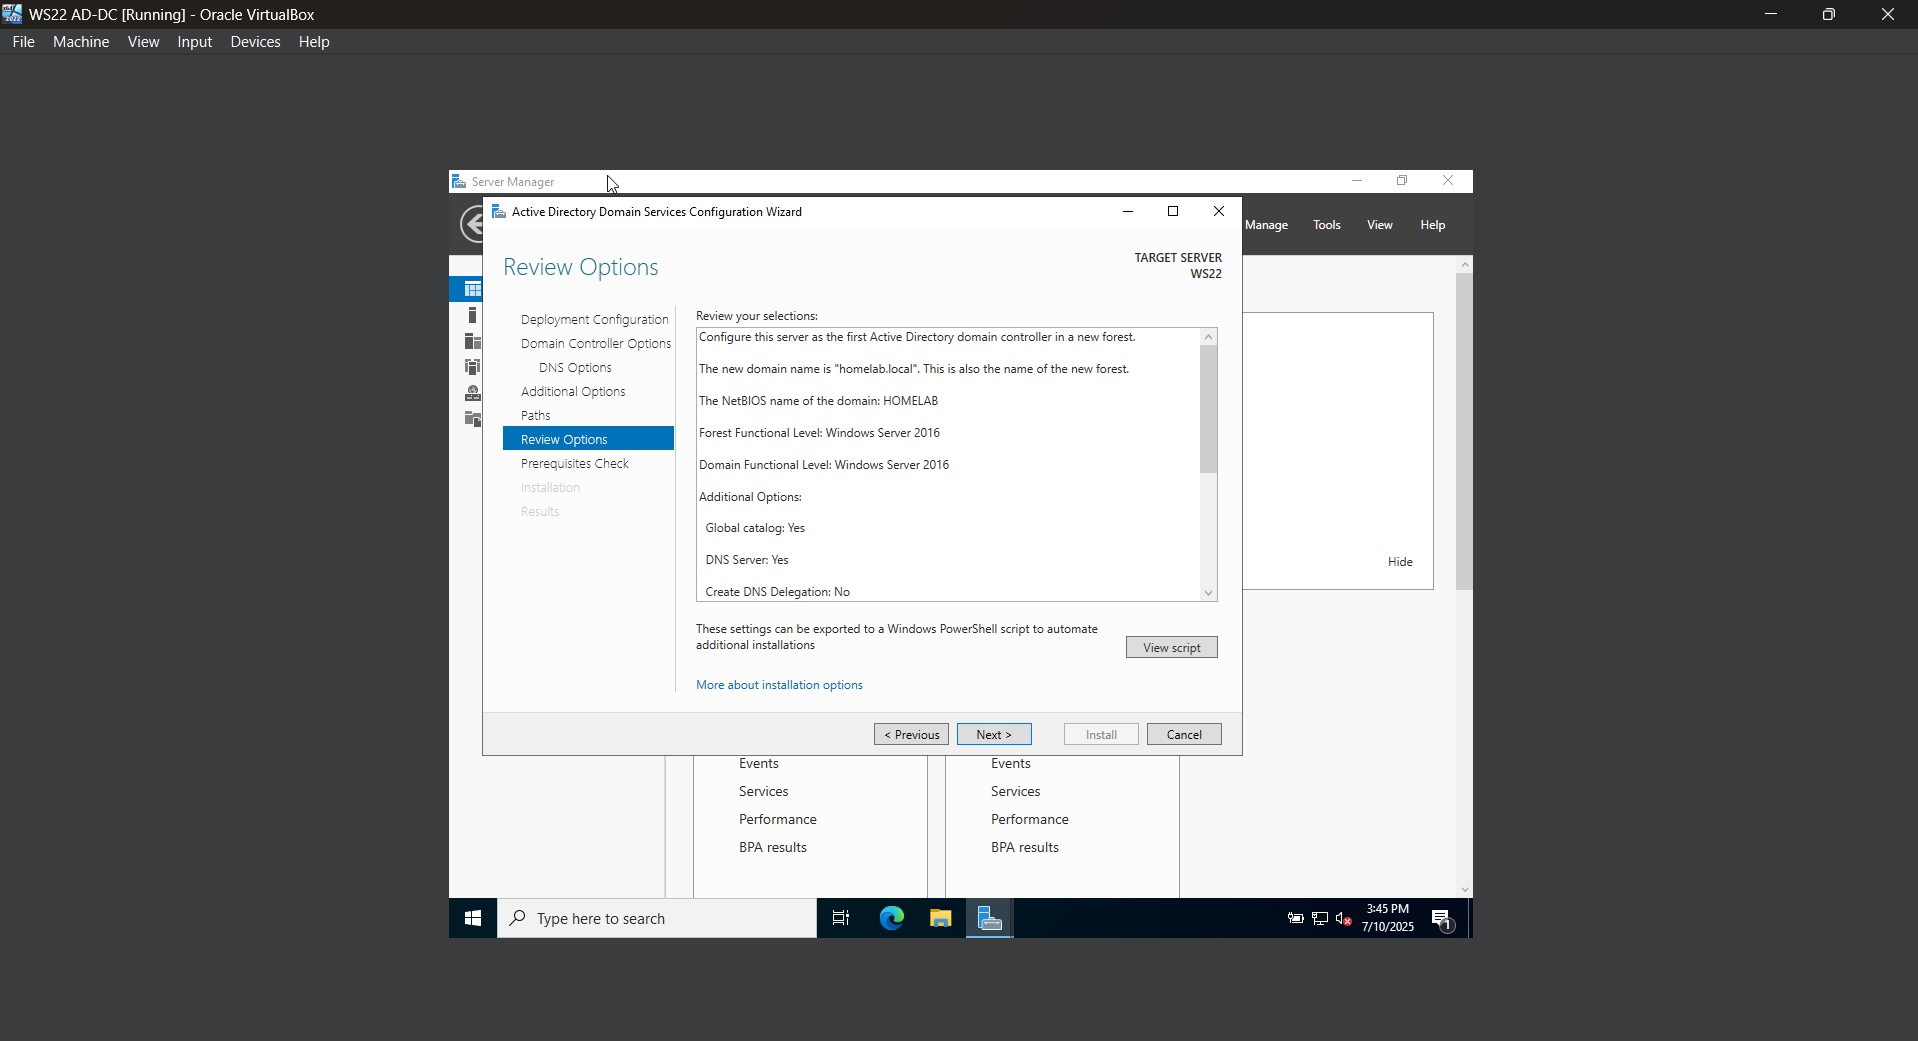 WS22 AD-DC [Running] - Oracle VirtualBox
File Machine View Input Devices Help
Server Manager
Manage Tools View Help
Active Directory Domain Services Configuration Wizard
Review Options
TARGET SERVER
WS22
Deployment Configuration
Domain Controller Options
DNS Options
Additional Options
Paths
Review Options
Prerequisites Check
Installation
Results
Review your selections:
Configure this server as the first Active Directory domain controller in a new forest.
The new domain name is "homelab.local". This is also the name of the new forest.
The NetBIOS name of the domain: HOMELAB
Forest Functional Level: Windows Server 2016
Domain Functional Level: Windows Server 2016
Additional Options:
Global catalog: Yes
DNS Server: Yes
Create DNS Delegation: No
These settings can be exported to a Windows PowerShell script to automate
additional installations
View script
More about installation options
< Previous Next > Install Cancel
Hide
Events
Services
Performance
BPA results
Events
Services
Performance
BPA results
Type here to search
3:45 PM
7/10/2025
1